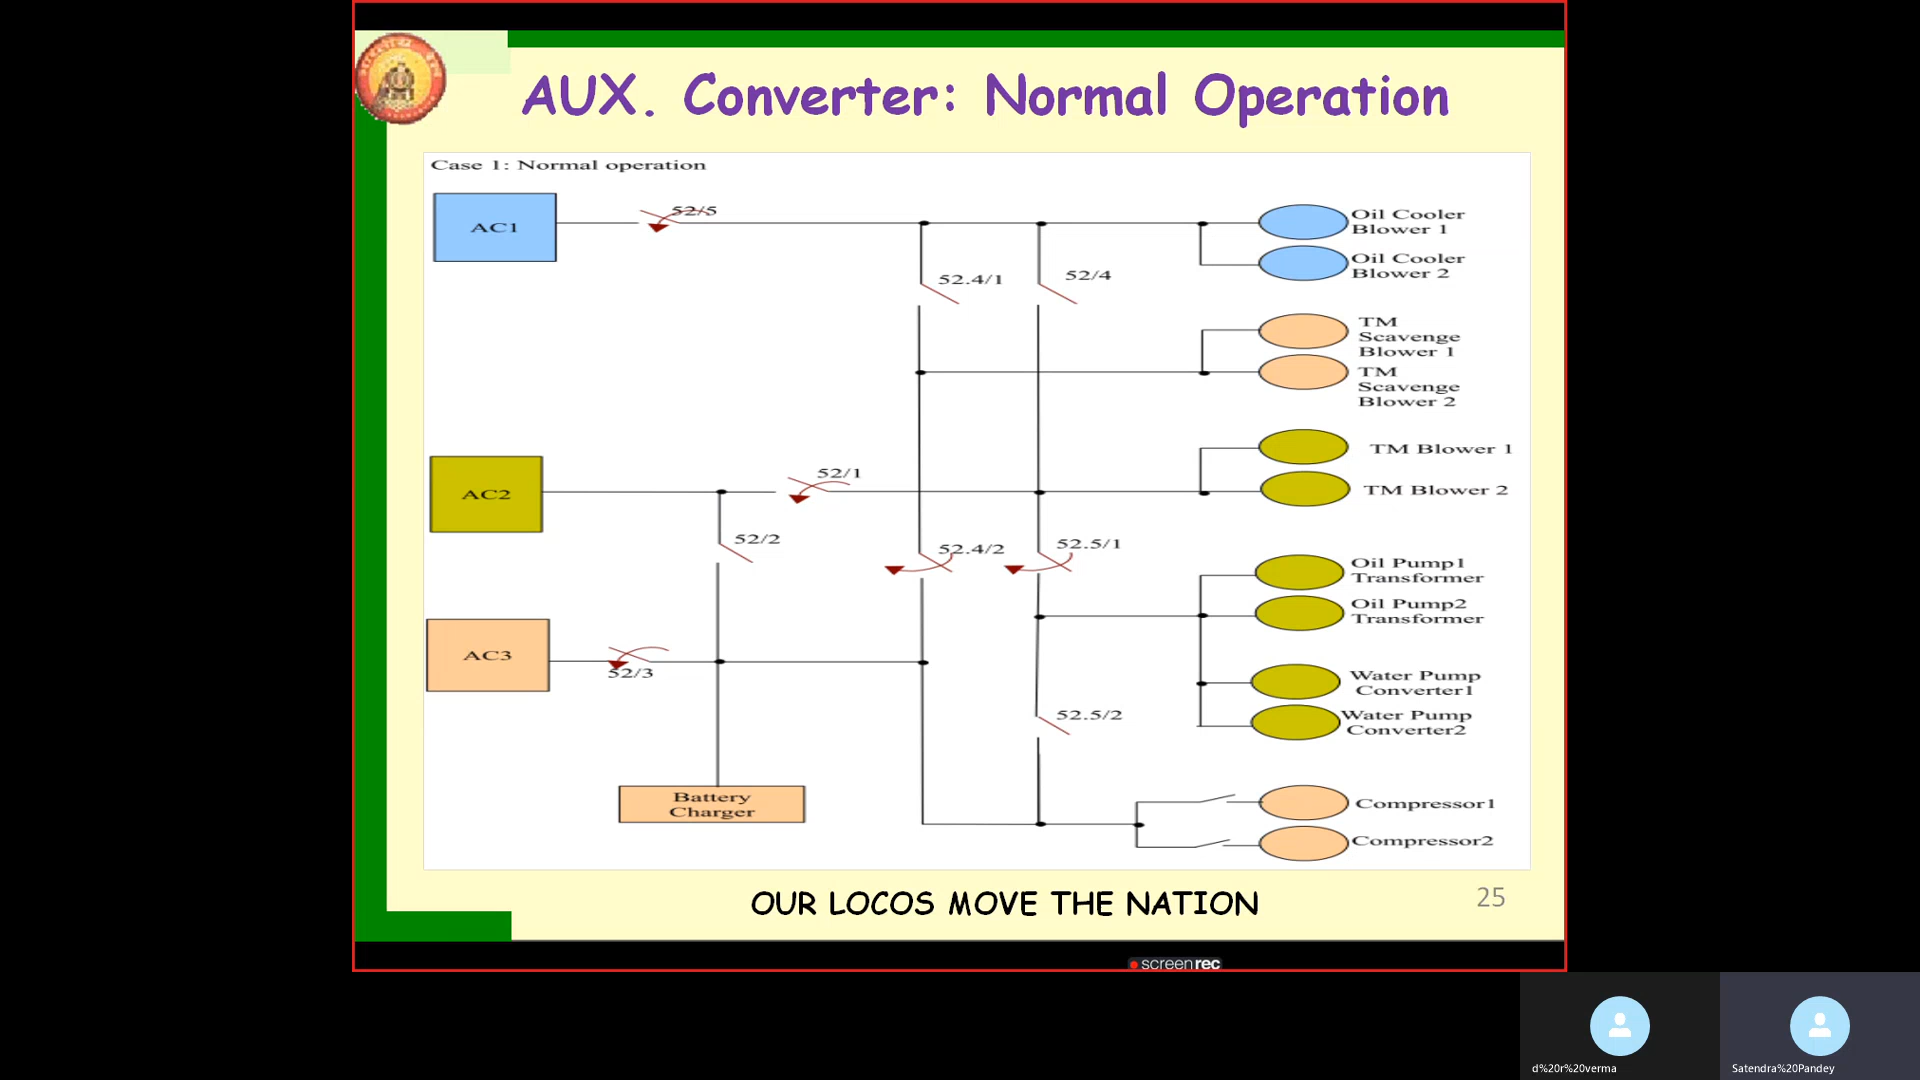 AUX. Converter: Normal Operation
Case 1: Normal operation
AC1
52/5
Oil Cooler
Blower 1
Oil Cooler
Blower 2
52.4/1
52/4
TM
Scavenge
Blower 1
TM
Scavenge
Blower 2
AC2
52/1
TM Blower 1
TM Blower 2
52/2
52.4/2
52.5/1
Oil Pump1
Transformer
Oil Pump2
Transformer
AC3
52/3
Water Pump
Converter1
Water Pump
Converter2
52.5/2
Battery
Charger
Compressor1
Compressor2
OUR LOCOS MOVE THE NATION
25
screenrec
d%20r%20verma
Satendra%20Pandey